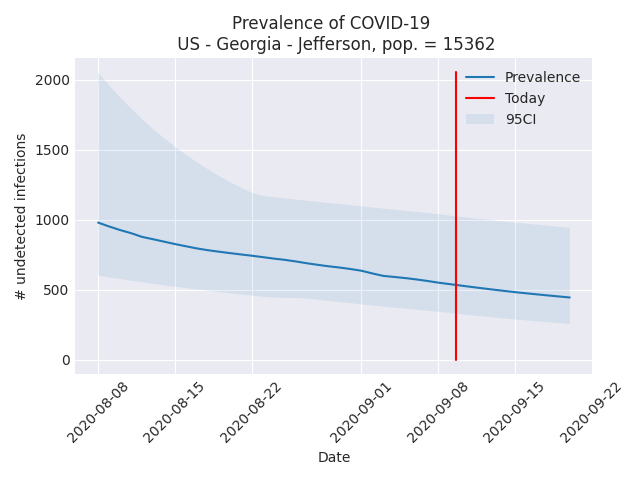 Prevalence of COVID-19
US - Georgia - Jefferson, pop. = 15362
Prevalence
Today
95CI
# undetected infections
2000
1500
1000
500
0
2020-08-08
2020-08-15
2020-08-22
2020-09-01
2020-09-08
2020-09-15
2020-09-22
Date